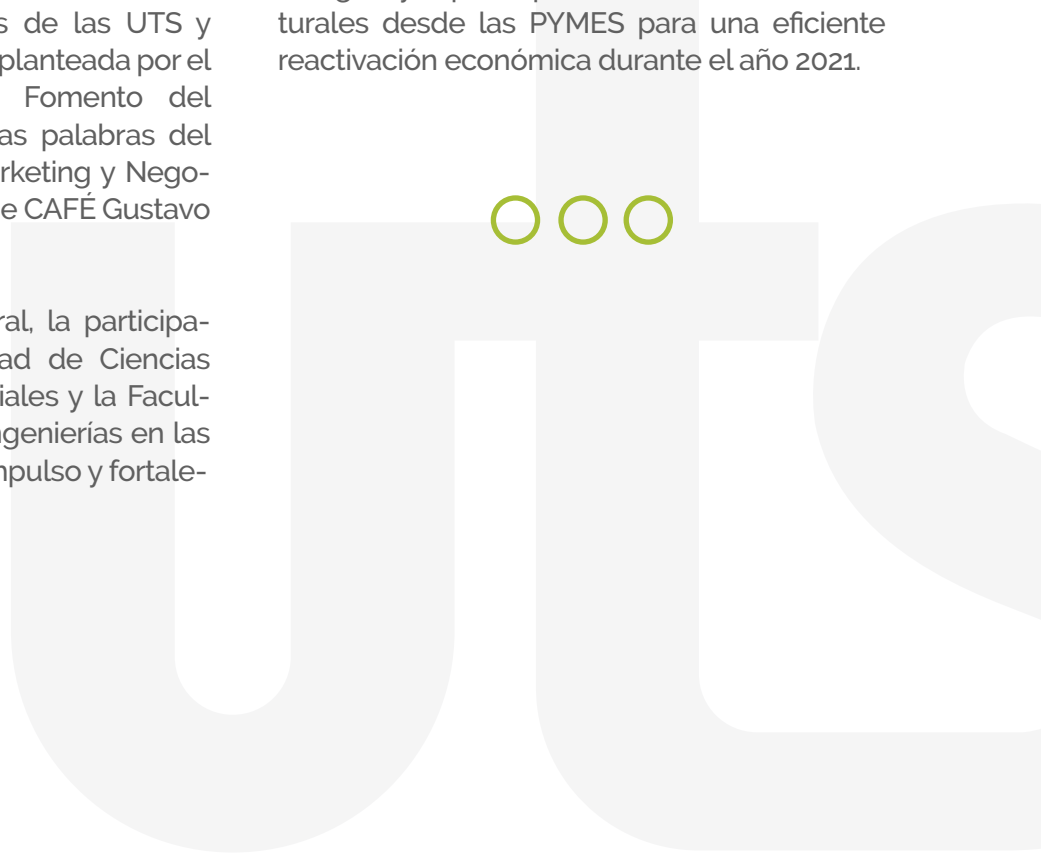 s de las UTS y
planteada por el
Fomento del
as palabras del
rketing y Nego-
e CAFÉ Gustavo
ral, la participa-
ad de Ciencias
iales y la Facul-
ngenierías en las
mpulso y fortale-
turales desde las PYMES para una eficiente
reactivación económica durante el año 2021.
uts